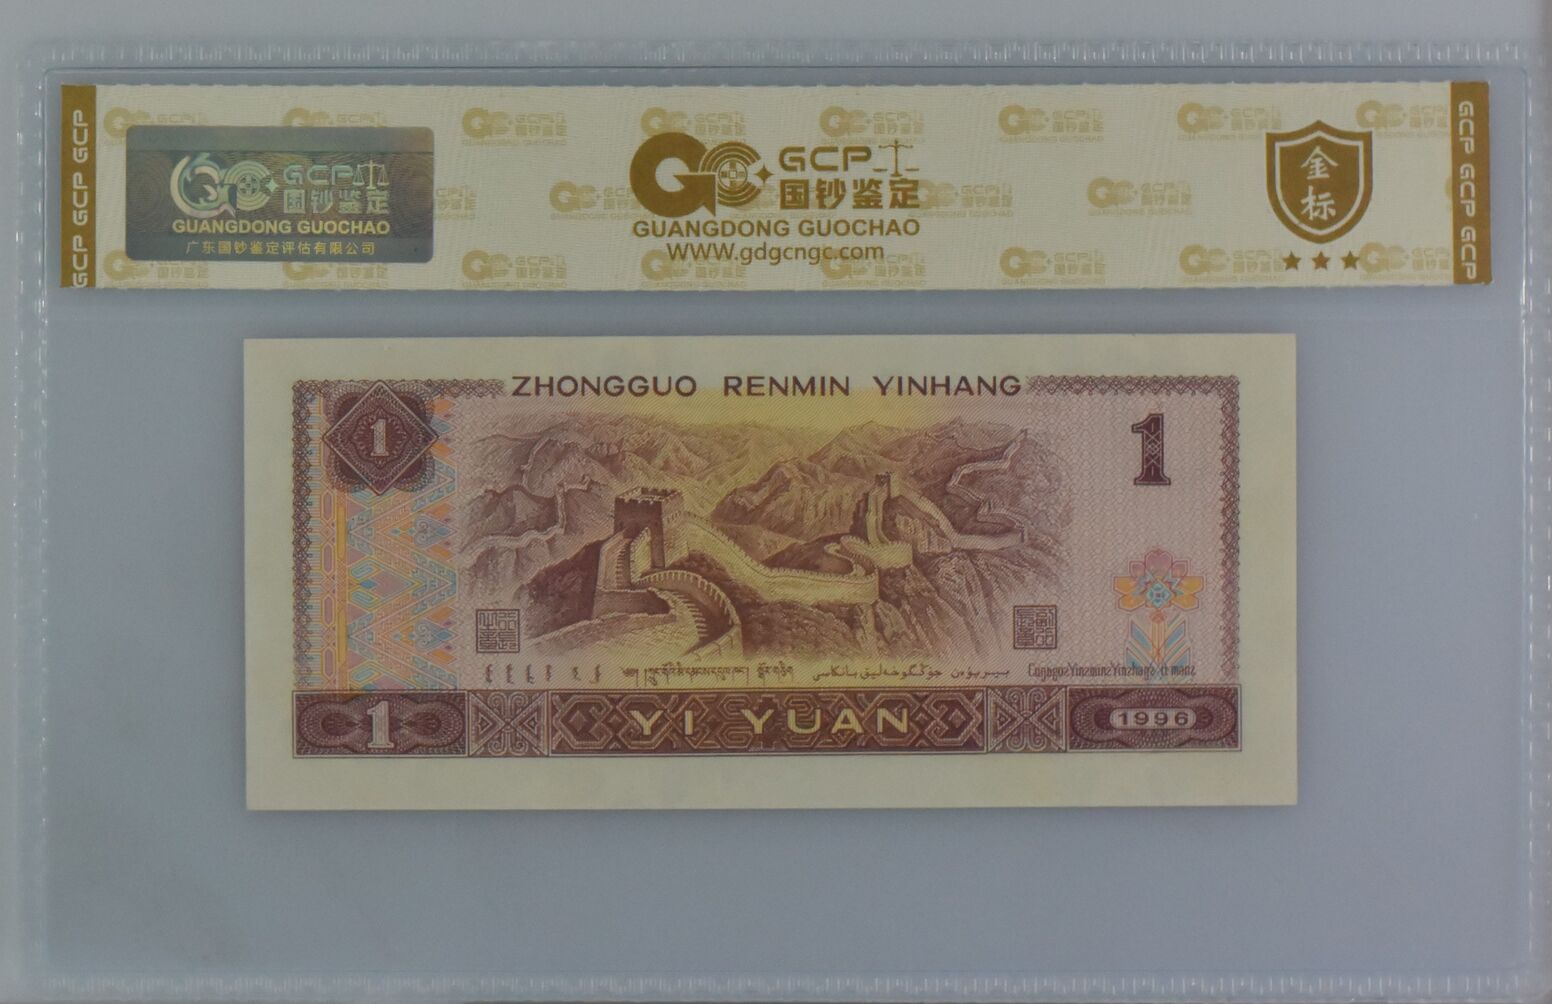 GCP GCP GCP
GCP
国钞鉴定
GUANGDONG GUOCHAO
广东国钞鉴定评估有限公司
GCP
国钞鉴定
GUANGDONG GUOCHAO
WWW.gdgcngc.com
金
标
GCP GCP GCP
ZHONGGUO RENMIN YINHANG
1
1
1
YI YUAN
1996